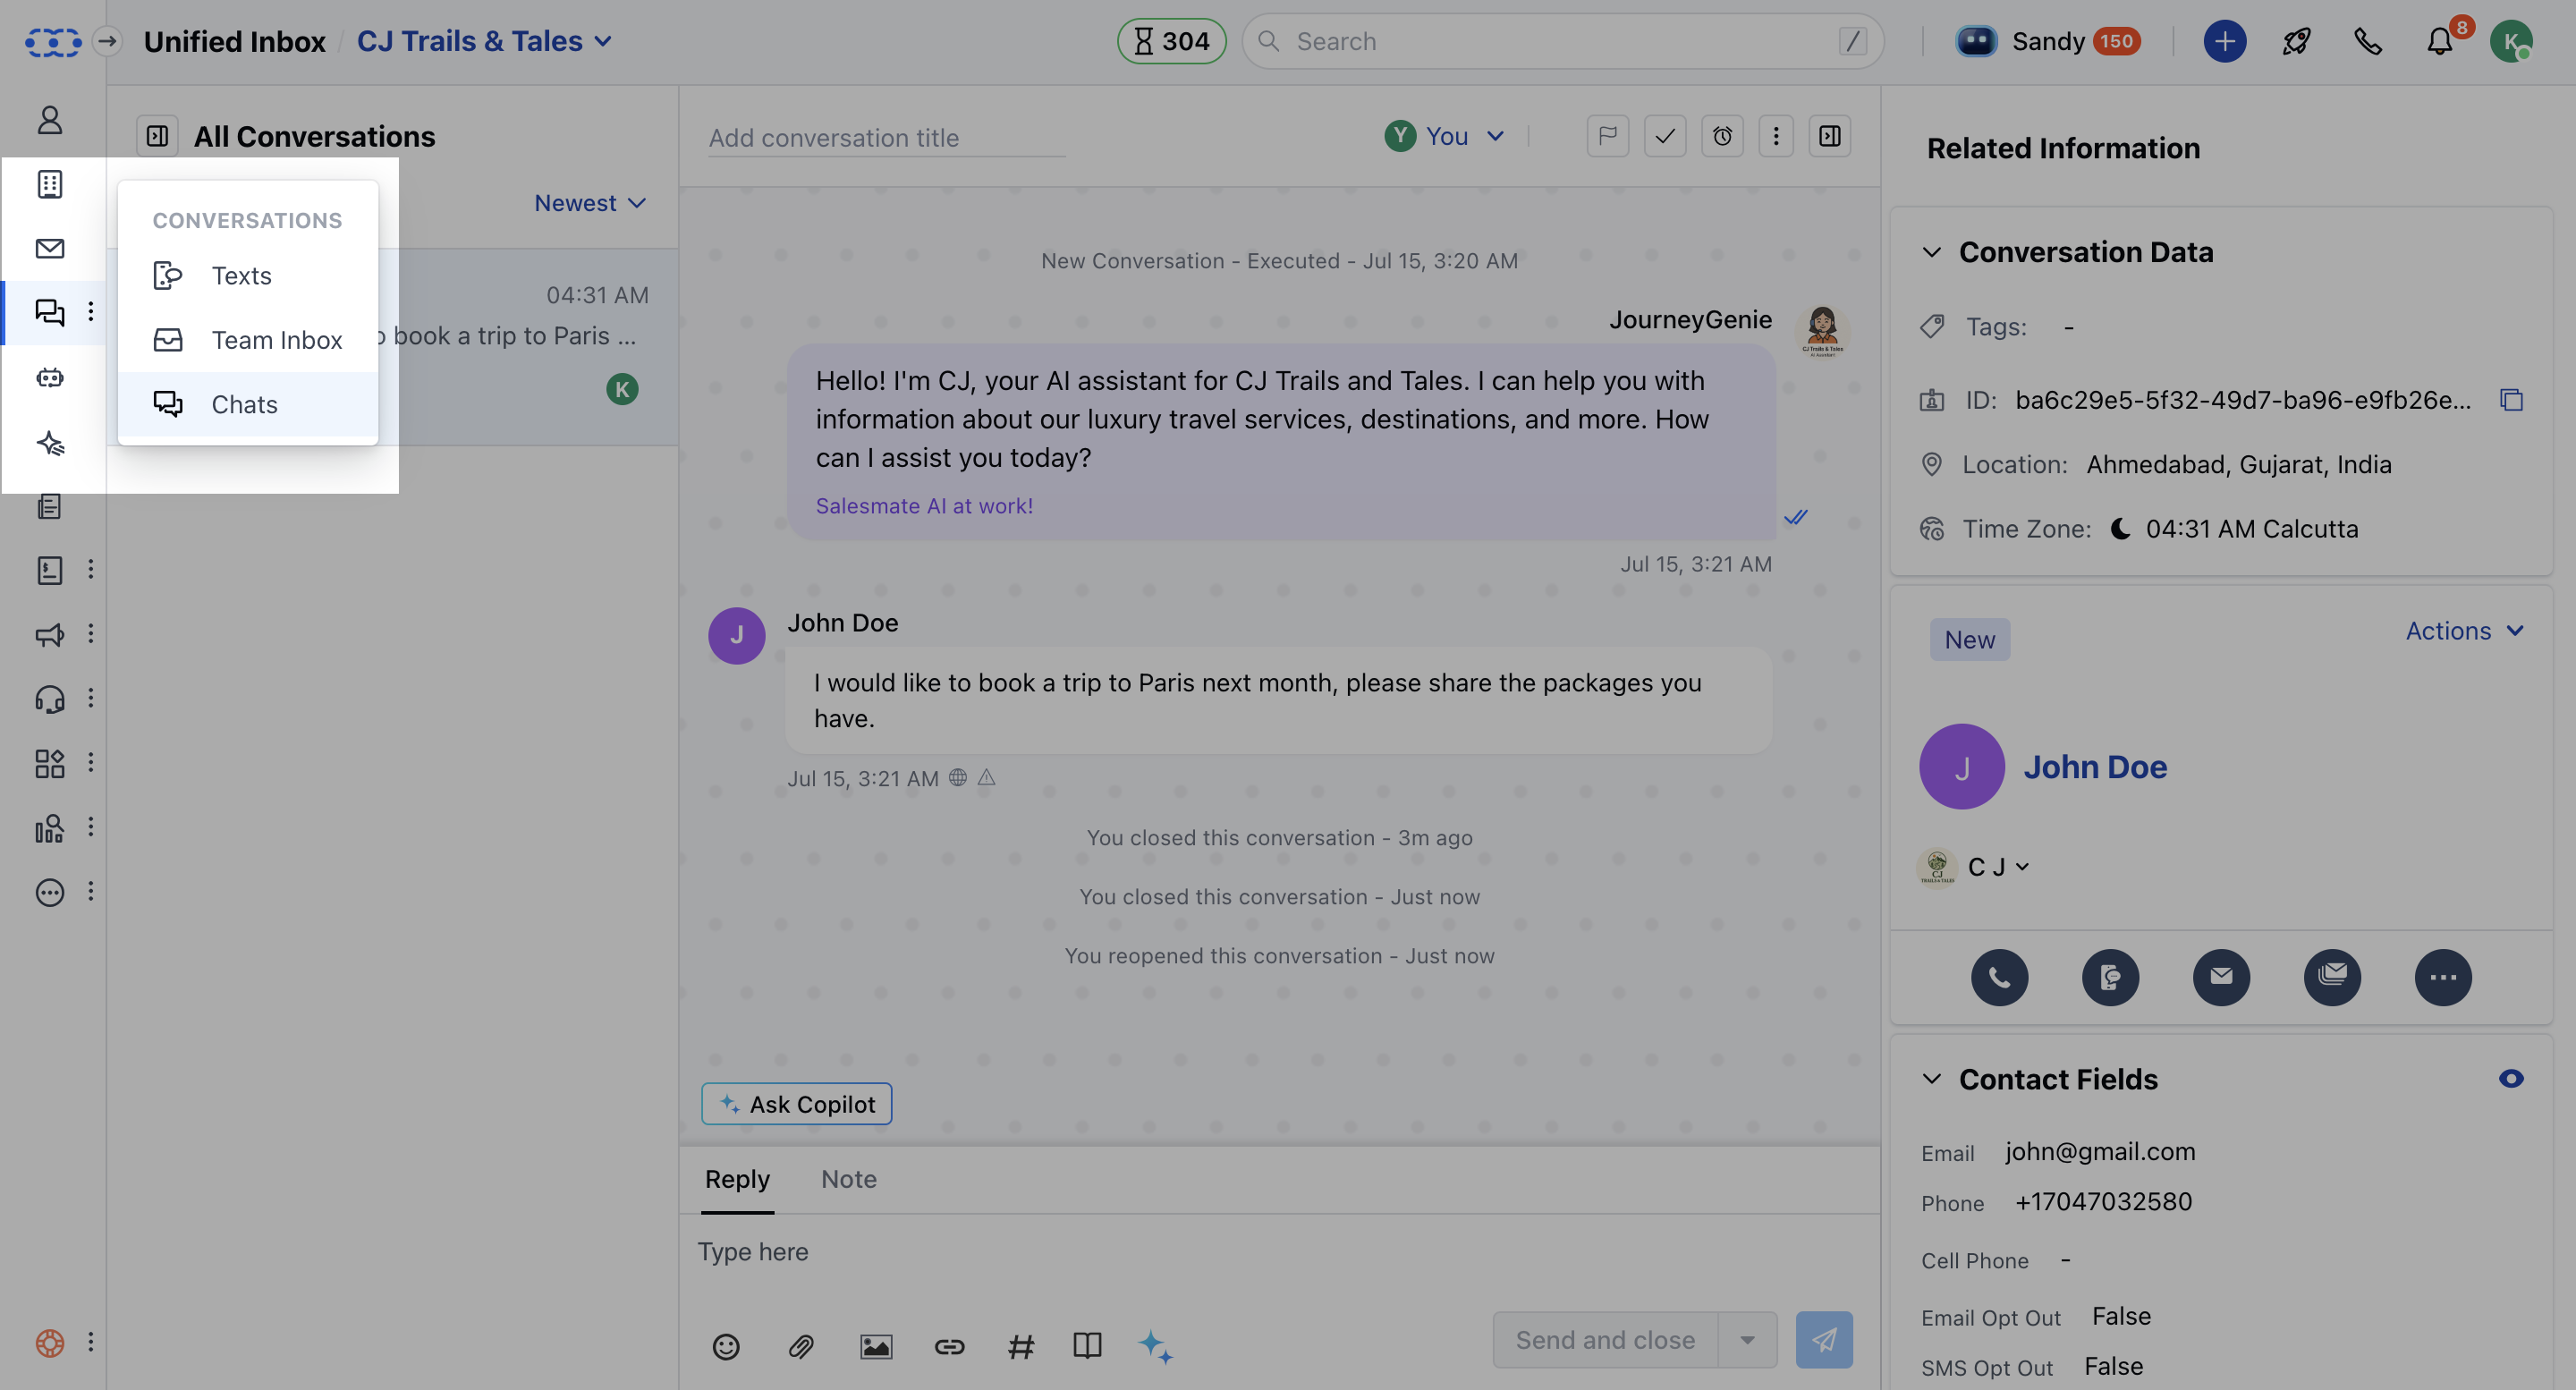 Unified Inbox / CJ Trails & Tales
304
Search
/
Sandy 150
8
K
All Conversations
Newest
CONVERSATIONS
Texts
Team Inbox
Chats
04:31 AM
book a trip to Paris ...
K
Add conversation title
Y You
New Conversation - Executed - Jul 15, 3:20 AM
JourneyGenie
CJ Trails & Tales
AI Assistant
Hello! I'm CJ, your AI assistant for CJ Trails and Tales. I can help you with
information about our luxury travel services, destinations, and more. How
can I assist you today?
Salesmate AI at work!
Jul 15, 3:21 AM
J
John Doe
I would like to book a trip to Paris next month, please share the packages you
have.
Jul 15, 3:21 AM
You closed this conversation - 3m ago
You closed this conversation - Just now
You reopened this conversation - Just now
Ask Copilot
Reply
Note
Type here
Send and close
Related Information
Conversation Data
Tags: -
ID: ba6c29e5-5f32-49d7-ba96-e9fb26e...
Location: Ahmedabad, Gujarat, India
Time Zone: 04:31 AM Calcutta
New
Actions
J
John Doe
CJ
TRAILS & TALES
C J
Contact Fields
Email john@gmail.com
Phone +17047032580
Cell Phone -
Email Opt Out False
SMS Opt Out False